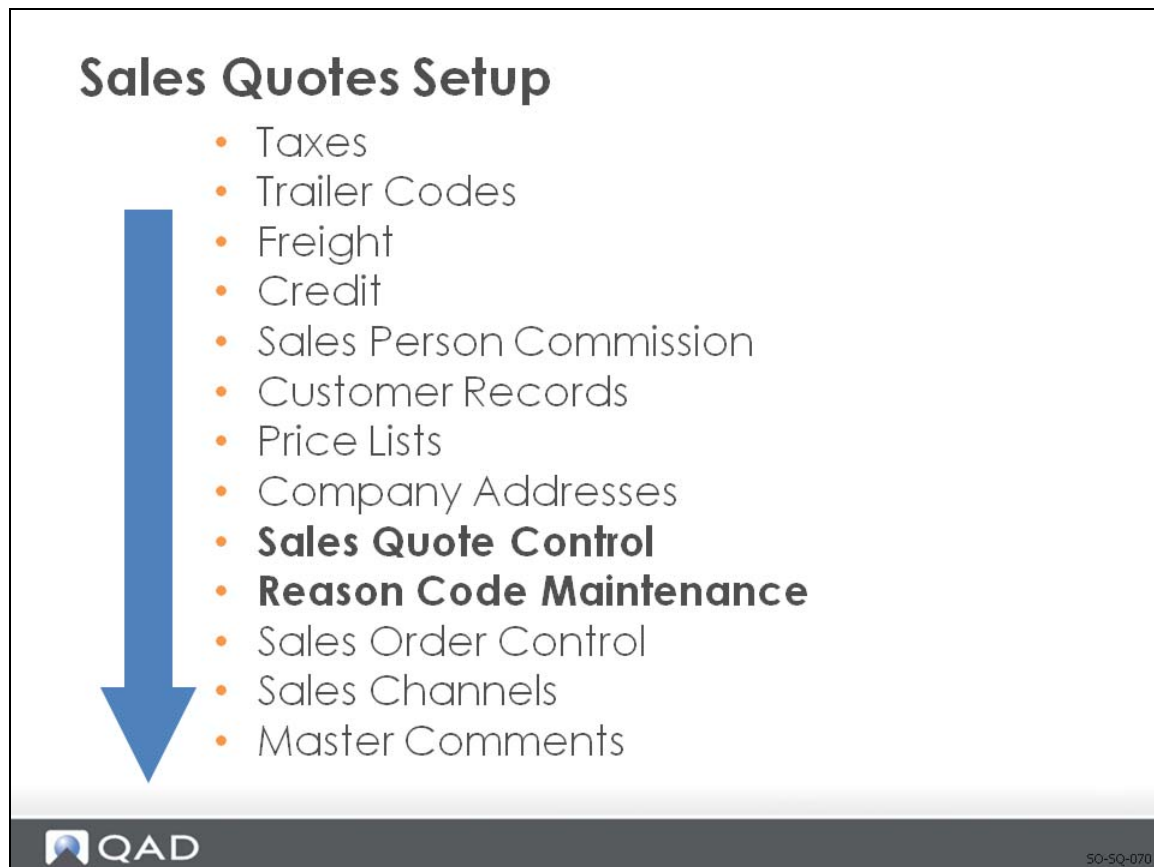 Sales Quotes Setup
• Taxes
• Trailer Codes
• Freight
• Credit
• Sales Person Commission
• Customer Records
• Price Lists
• Company Addresses
• Sales Quote Control
• Reason Code Maintenance
• Sales Order Control
• Sales Channels
• Master Comments
QAD
SO-SQ-070